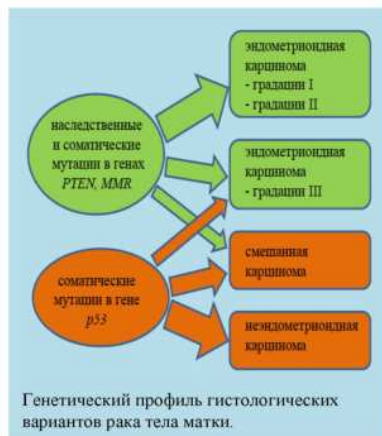 эндометриоидная
карцинома
- градации I
- градации II
наследственные
и соматические
мутации в генах
PTEN, MMR
эндометриоидная
карцинома
- градации III
смешанная
карцинома
соматические
мутации в гене
p53
неэндометриоидная
карцинома
Генетический профиль гистологических
вариантов рака тела матки.